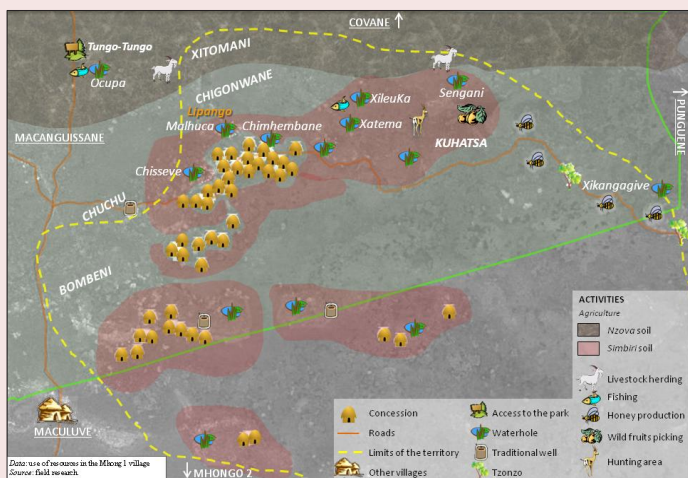 COVANE
Tungo-Tungo
XITOMANI
Ocupa
CHIGONWANE
Sengani
XileuKa
PUNGUENE
Lipango
Malhuca
Chimhembane
Xatema
MACANGUISSANE
KUHATSA
Chisseve
Xikangagive
CHUCHU
BOMBENI
MACULUVE
MHONGO 2
ACTIVITIES
Agriculture
Nzova soil
Simbiri soil
Livestock herding
Fishing
Honey production
Wild fruits picking
Hunting area
Concession
Roads
Limits of the territory
Other villages
Access to the park
Waterhole
Traditional well
Tzonzo
Data: use of resources in the Mhong 1 village
Source: field research.